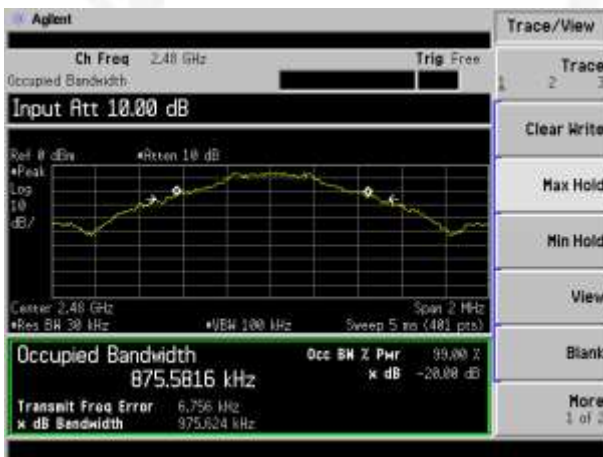 Agilent
Trace/View
Ch Freq 2.48 GHz Trig Free
Occupied Bandwidth
Trace
1 2 3
Input Att 10.00 dB
Clear Write
Ref 0 dBm *Atten 10 dB
*Peak
Log
10
dB/
Max Hold
Min Hold
View
Center 2.48 GHz Span 2 MHz
*Res BW 30 kHz *VBW 100 kHz Sweep 5 ms (401 pts)
Occupied Bandwidth Occ BW % Pwr 99.00 %
875.5816 kHz x dB -20.00 dB
Transmit Freq Error 6.756 kHz
x dB Bandwidth 975.624 kHz
Blank
More
1 of 2